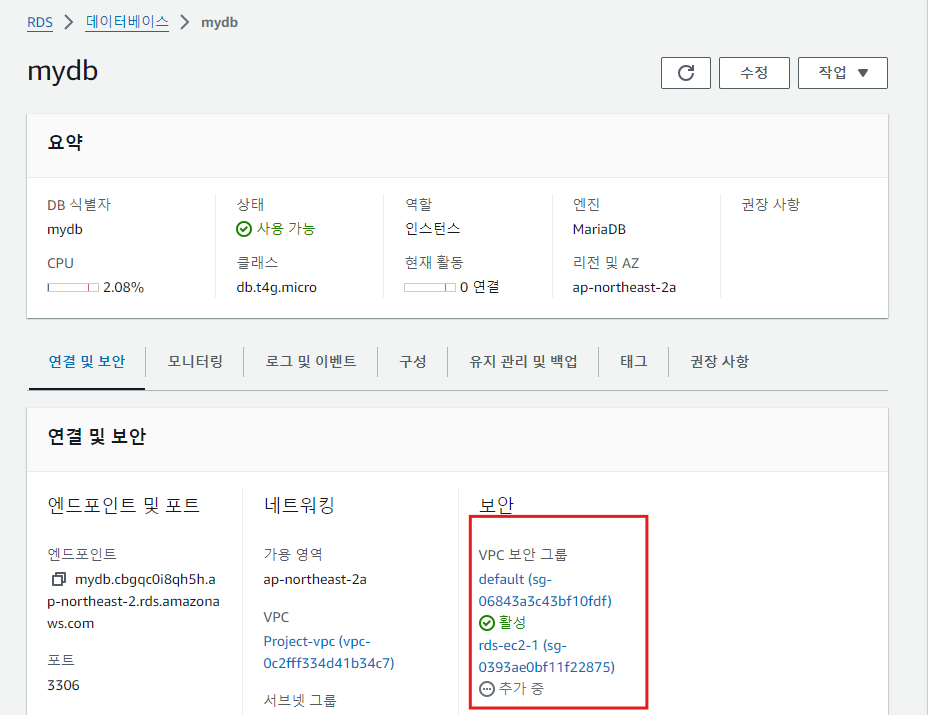 RDS > 데이터베이스 > mydb
mydb
수정
작업
요약
DB 식별자
mydb
CPU
2.08%
상태
사용 가능
클래스
db.t4g.micro
역할
인스턴스
현재 활동
0 연결
엔진
MariaDB
리전 및 AZ
ap-northeast-2a
권장 사항
연결 및 보안
모니터링
로그 및 이벤트
구성
유지 관리 및 백업
태그
권장 사항
연결 및 보안
엔드포인트 및 포트
엔드포인트
mydb.cbgqc0i8qh5h.a
p-northeast-2.rds.amazona
ws.com
포트
3306
네트워킹
가용 영역
ap-northeast-2a
VPC
Project-vpc (vpc-
0c2fff334d41b34c7)
서브넷 그룹
보안
VPC 보안 그룹
default (sg-
06843a3c43bf10fdf)
활성
rds-ec2-1 (sg-
0393ae0bf11f22875)
추가 중